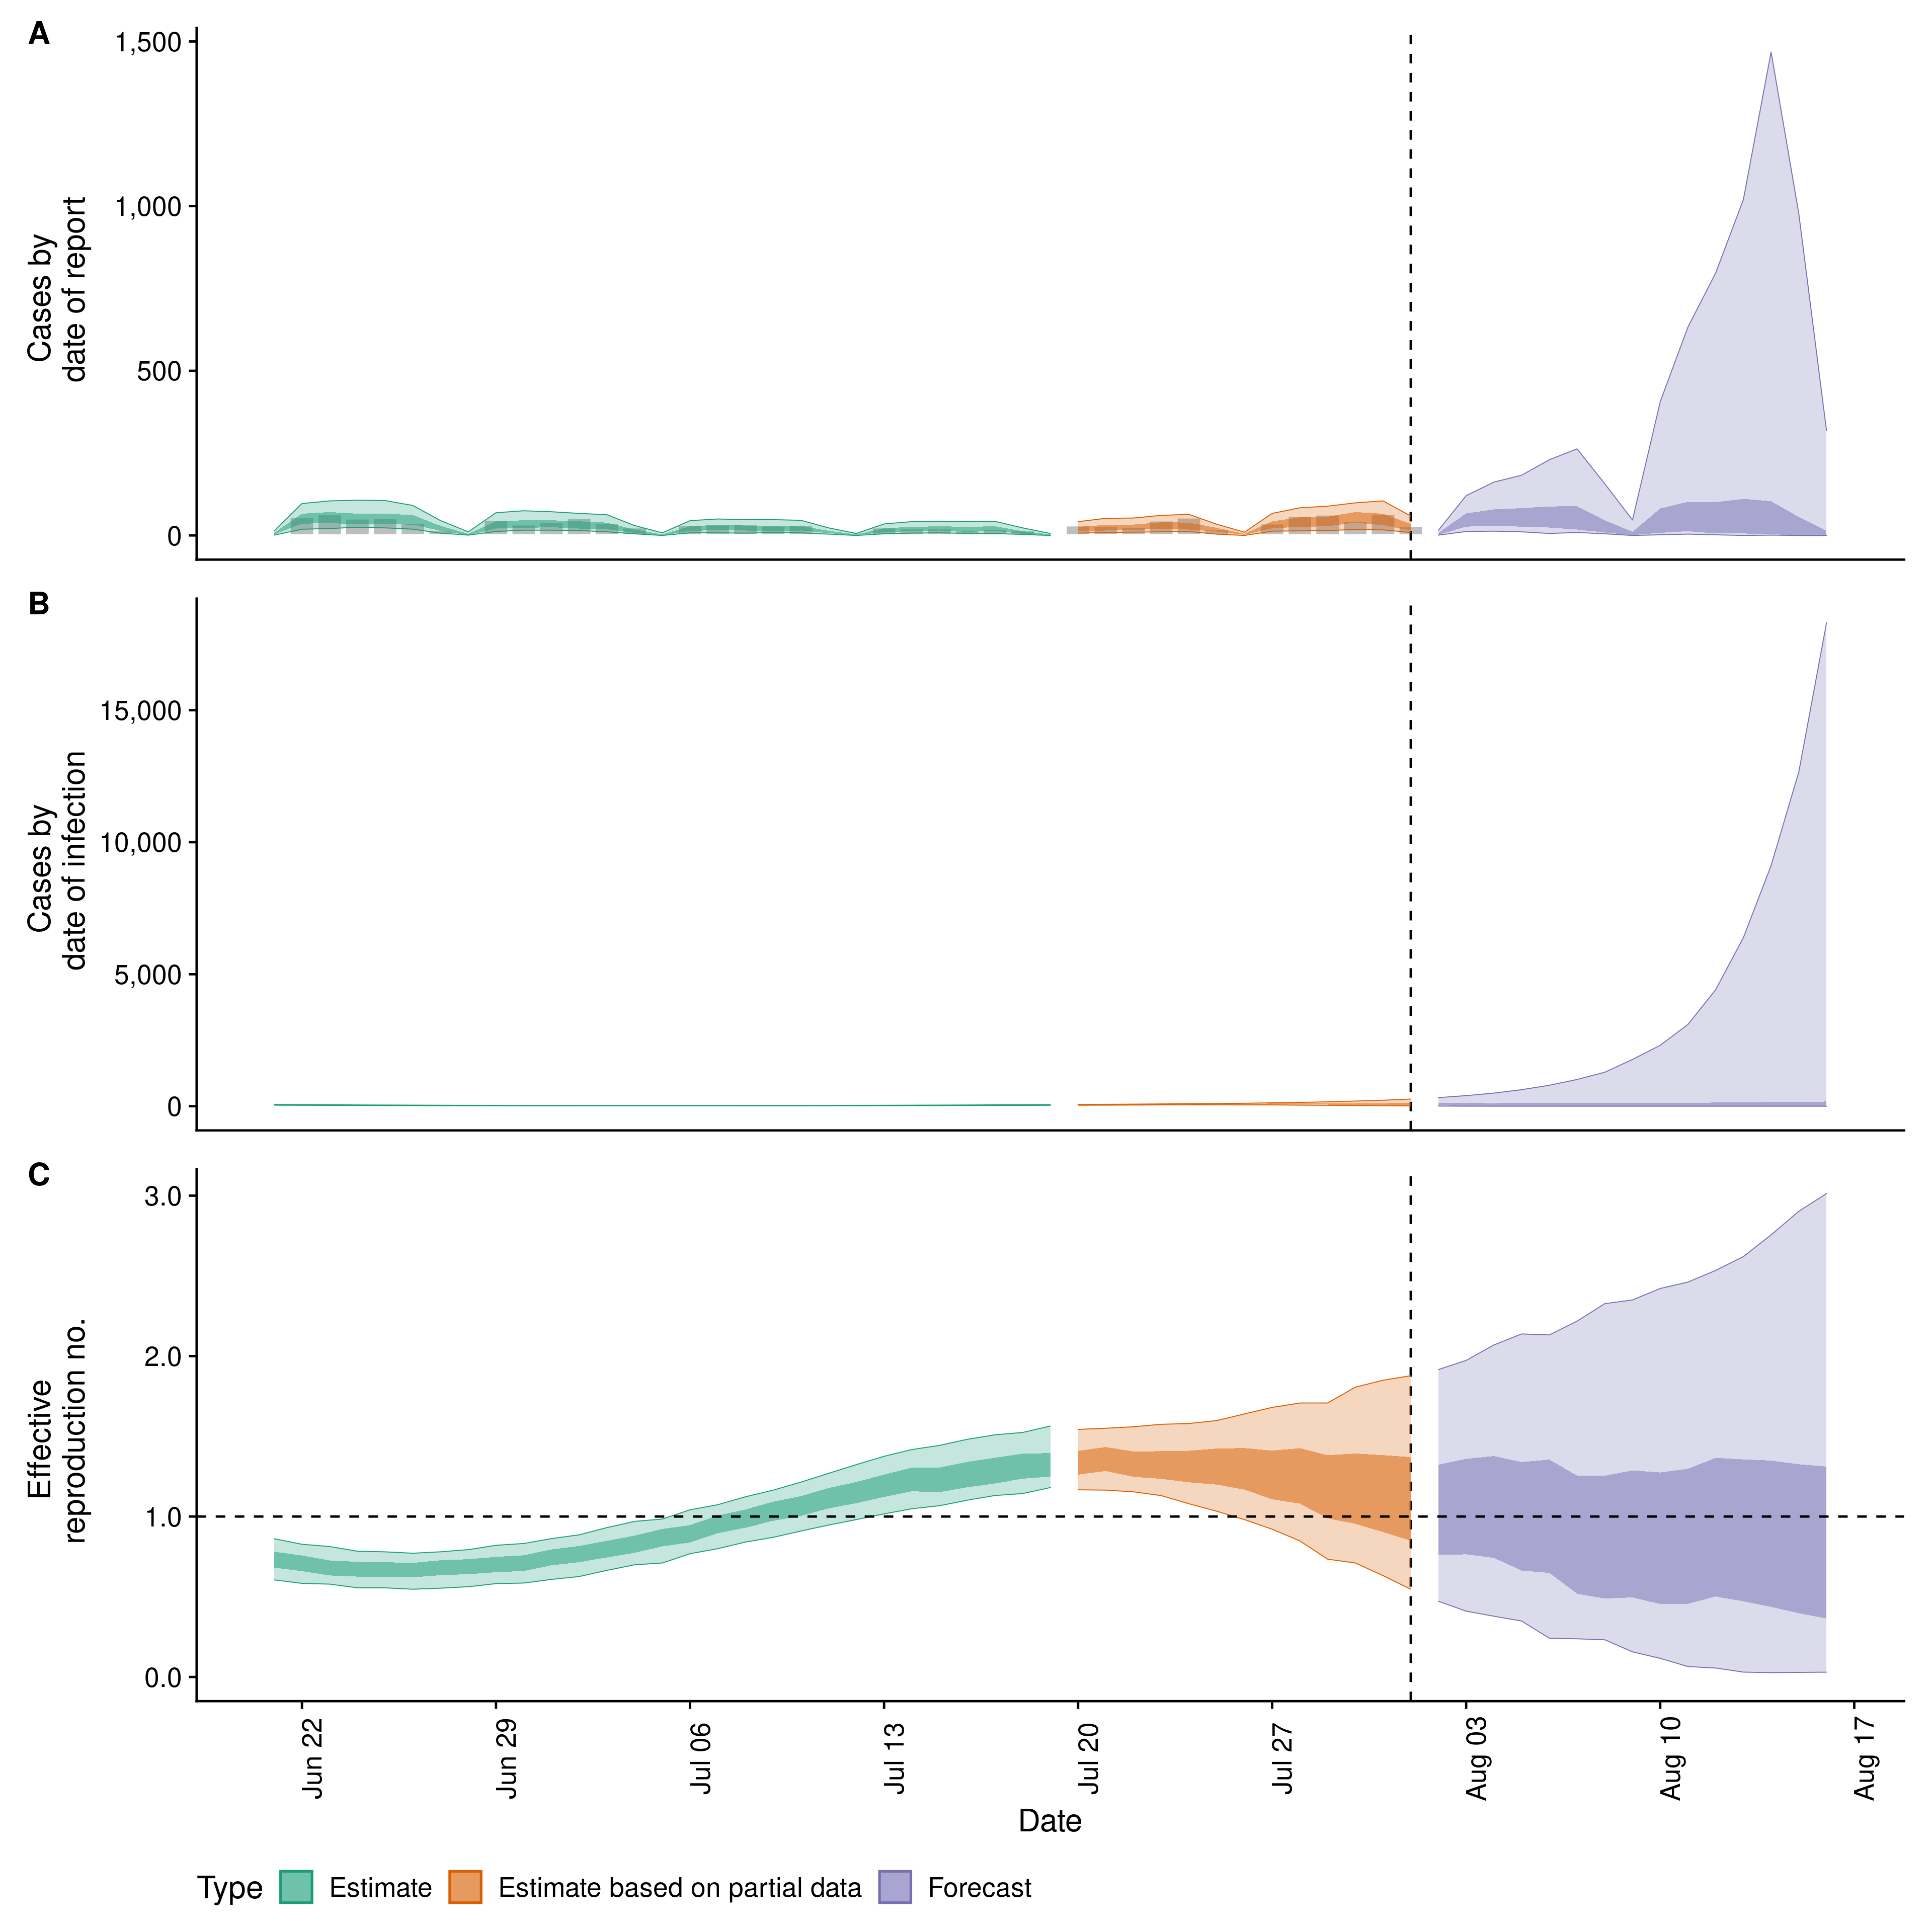 A
1,500
1,000
500
0
Cases by
date of report
B
15,000
10,000
5,000
0
Cases by
date of infection
C
3.0
2.0
1.0
0.0
Effective
reproduction no.
Jun 22
Jun 29
Jul 06
Jul 13
Jul 20
Jul 27
Aug 03
Aug 10
Aug 17
Date
Type Estimate Estimate based on partial data Forecast